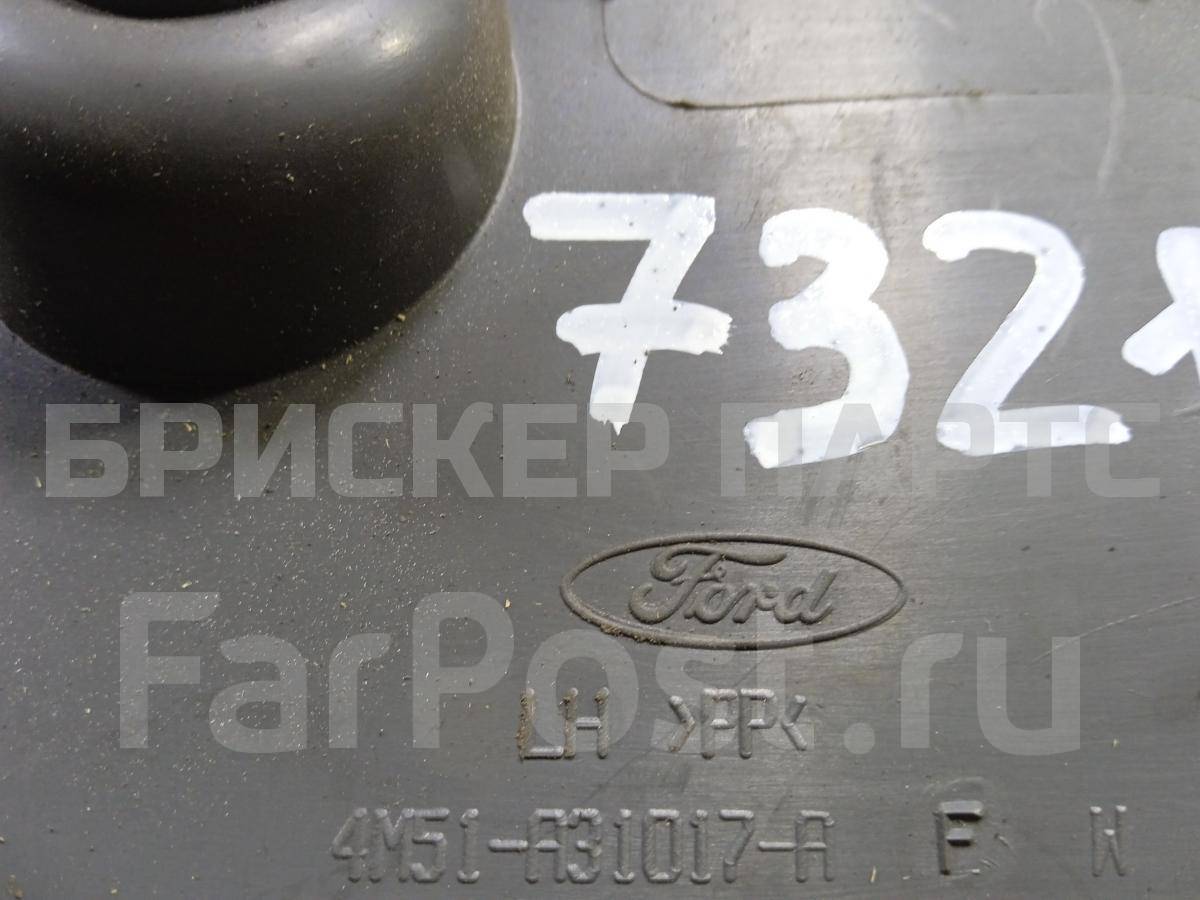 732
БРИСКЕР ПАРТС
Ford
FarPost.ru
LH >PP<
4M51-A31017-A E W